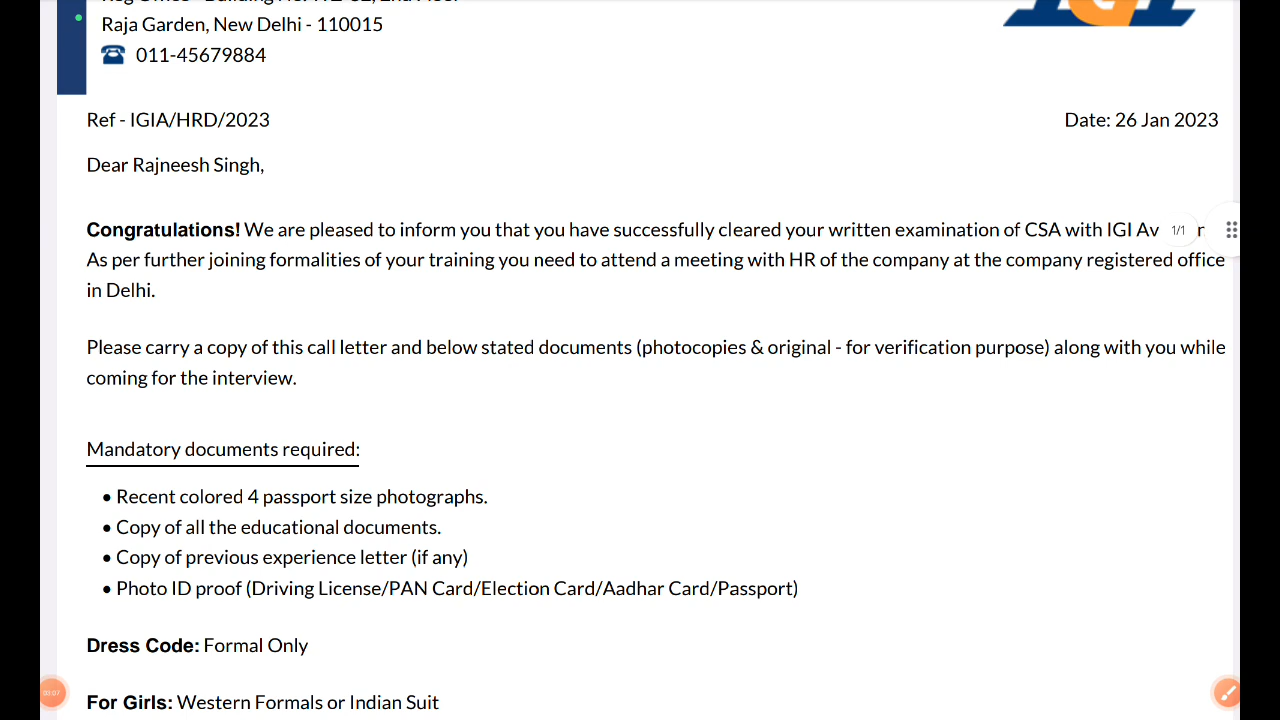 Raja Garden, New Delhi - 110015
011-45679884
IGI
Ref - IGIA/HRD/2023
Date: 26 Jan 2023
Dear Rajneesh Singh,
Congratulations! We are pleased to inform you that you have successfully cleared your written examination of CSA with IGI Av
1/1
As per further joining formalities of your training you need to attend a meeting with HR of the company at the company registered office
in Delhi.
Please carry a copy of this call letter and below stated documents (photocopies & original - for verification purpose) along with you while
coming for the interview.
Mandatory documents required:
• Recent colored 4 passport size photographs.
• Copy of all the educational documents.
• Copy of previous experience letter (if any)
• Photo ID proof (Driving License/PAN Card/Election Card/Aadhar Card/Passport)
Dress Code: Formal Only
03:07
For Girls: Western Formals or Indian Suit